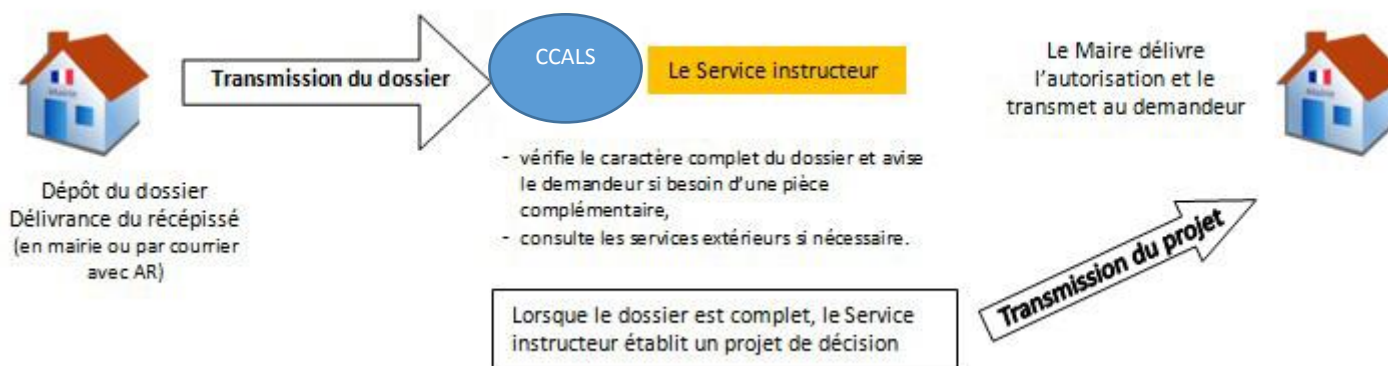 Mairie
Dépôt du dossier
Délivrance du récépissé
(en mairie ou par courrier
avec AR)
Transmission du dossier
CCALS
Le Service instructeur
- vérifie le caractère complet du dossier et avise
le demandeur si besoin d'une pièce
complémentaire,
- consulte les services extérieurs si nécessaire.
Lorsque le dossier est complet, le Service
instructeur établit un projet de décision
Transmission du projet
Le Maire délivre
l'autorisation et le
transmet au demandeur
Mairie